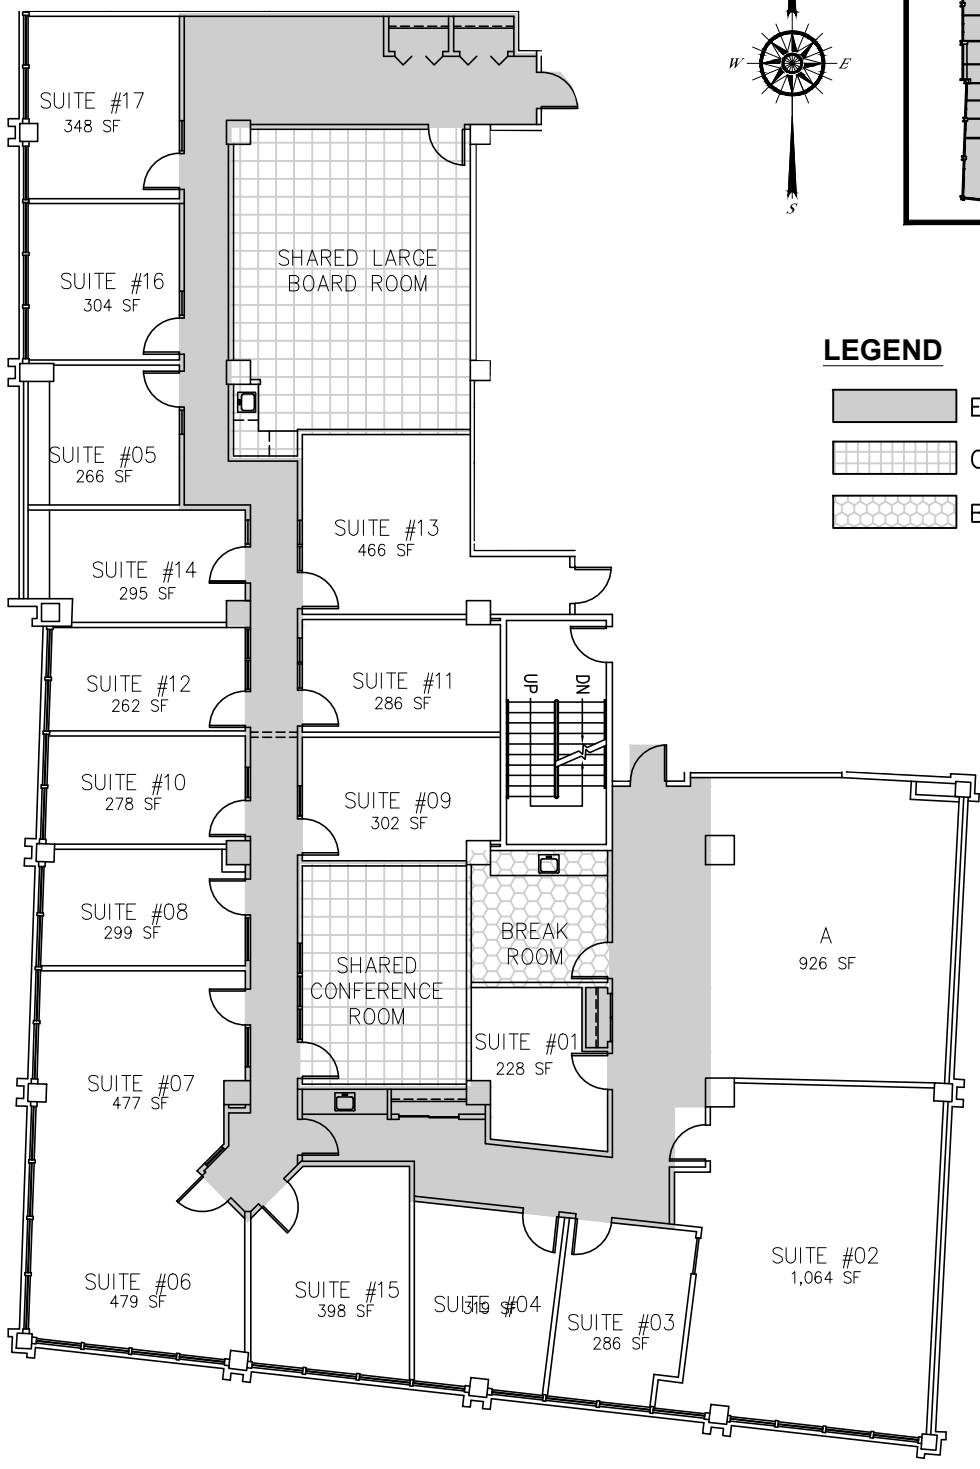 SUITE #17
348 SF
W
E
S
SHARED LARGE
BOARD ROOM
SUITE #16
304 SF
LEGEND
E
C
B
SUITE #05
266 SF
SUITE #13
466 SF
SUITE #14
295 SF
SUITE #12
262 SF
SUITE #11
286 SF
UP
DN
SUITE #10
278 SF
SUITE #09
302 SF
SUITE #08
299 SF
BREAK
ROOM
A
926 SF
SHARED
CONFERENCE
ROOM
SUITE #01
228 SF
SUITE #07
477 SF
SUITE #02
1,064 SF
SUITE #06
479 SF
SUITE #15
398 SF
SUITE #04
319 SF
SUITE #03
286 SF